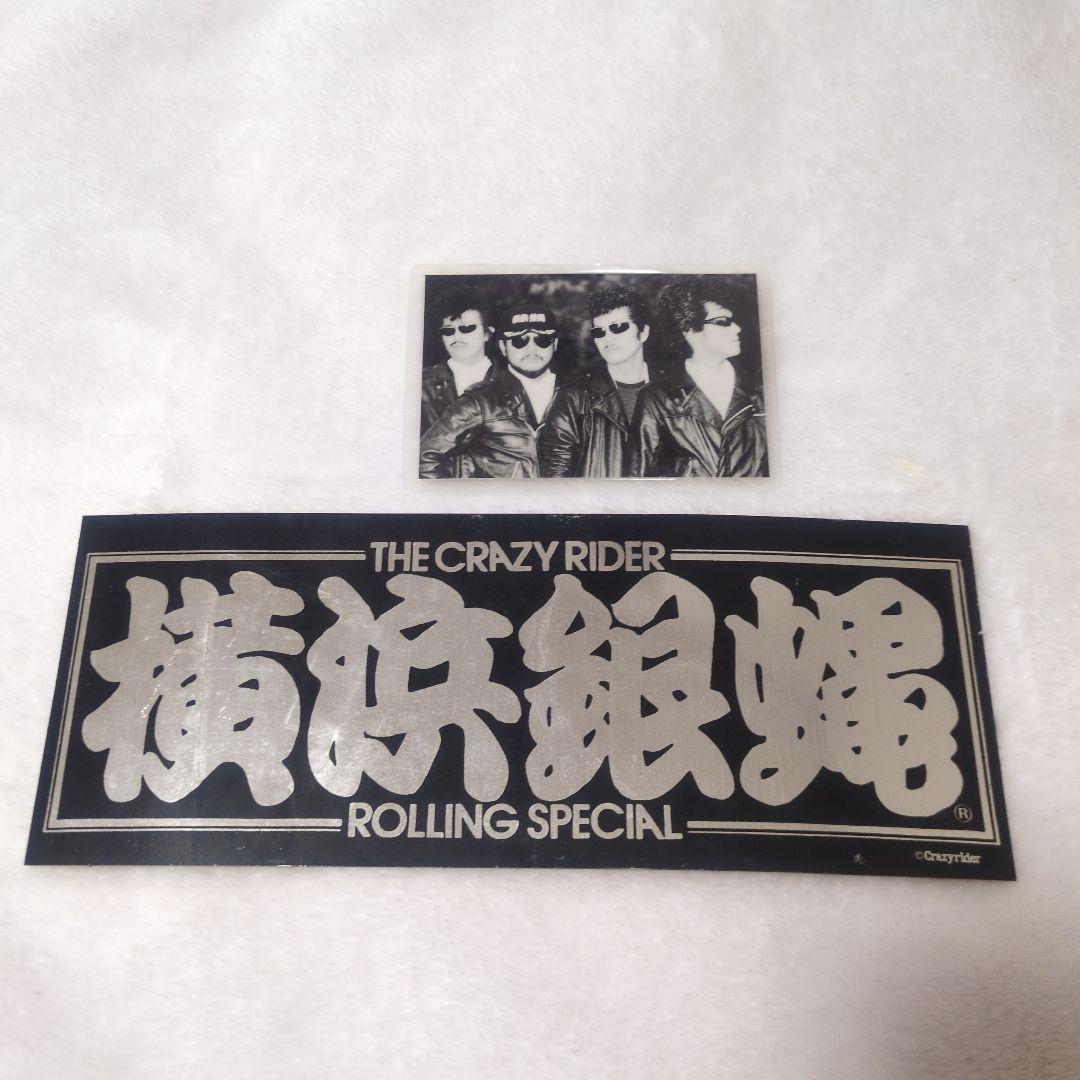 THE CRAZY RIDER
横浜銀蝿
®
ROLLING SPECIAL
©Crazyrider